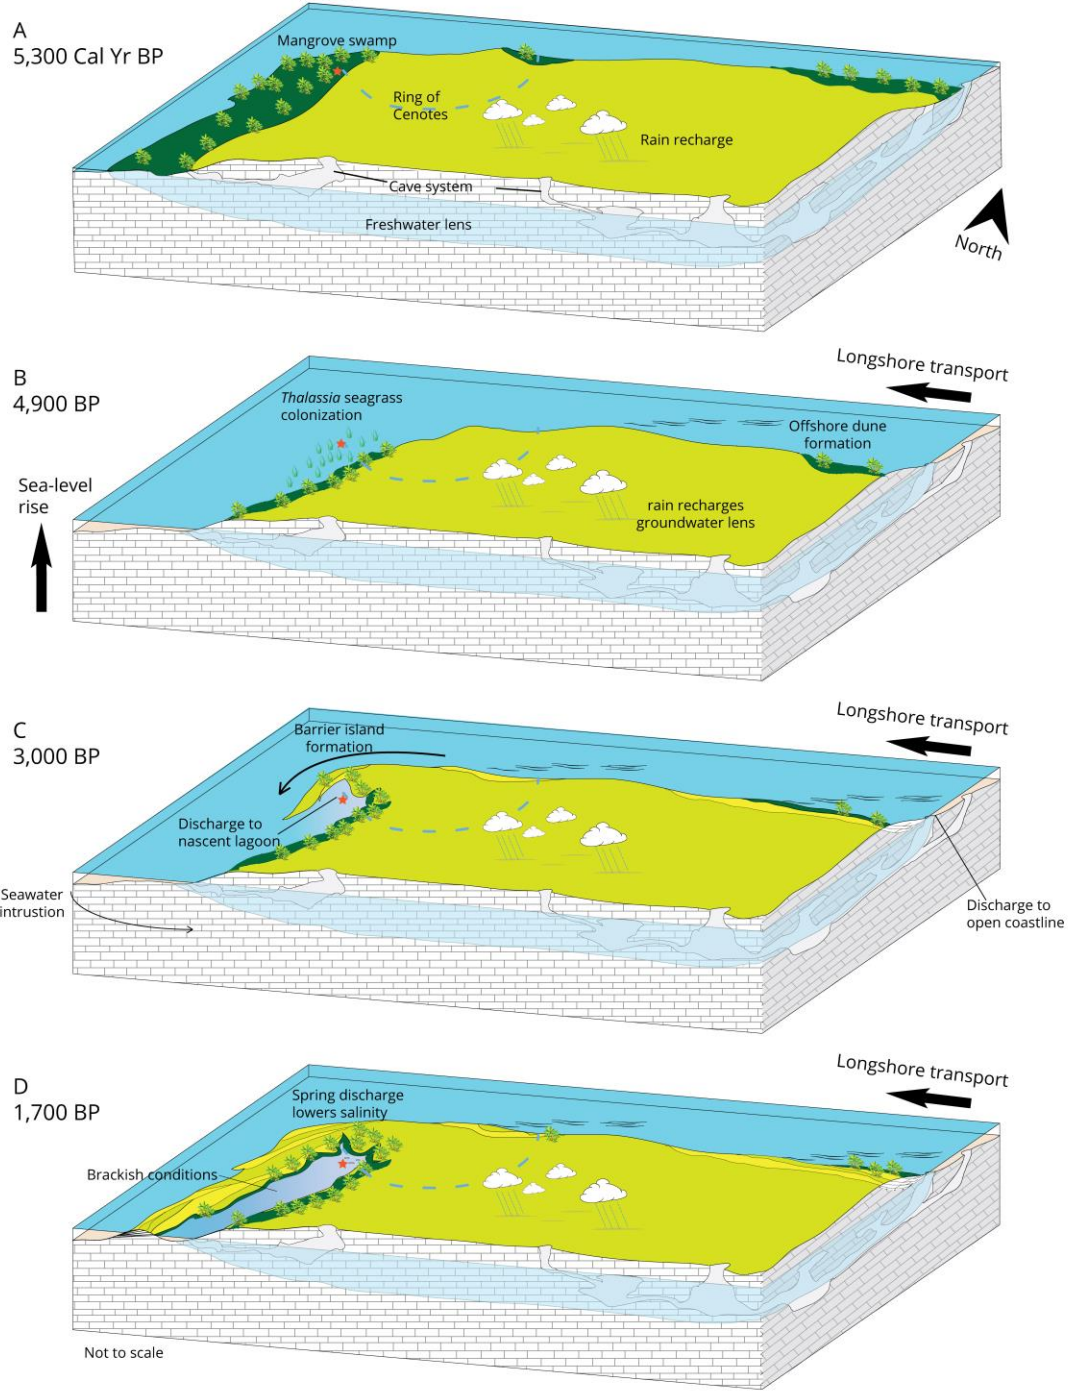 A
5,300 Cal Yr BP
Mangrove swamp
Ring of
Cenotes
Rain recharge
Cave system
Freshwater lens
North
B
4,900 BP
Longshore transport
Thalassia seagrass
colonization
Offshore dune
formation
Sea-level
rise
rain recharges
groundwater lens
C
3,000 BP
Longshore transport
Barrier island
formation
Discharge to
nascent lagoon
Seawater
intrustion
Discharge to
open coastline
D
1,700 BP
Longshore transport
Spring discharge
lowers salinity
Brackish conditions
Not to scale